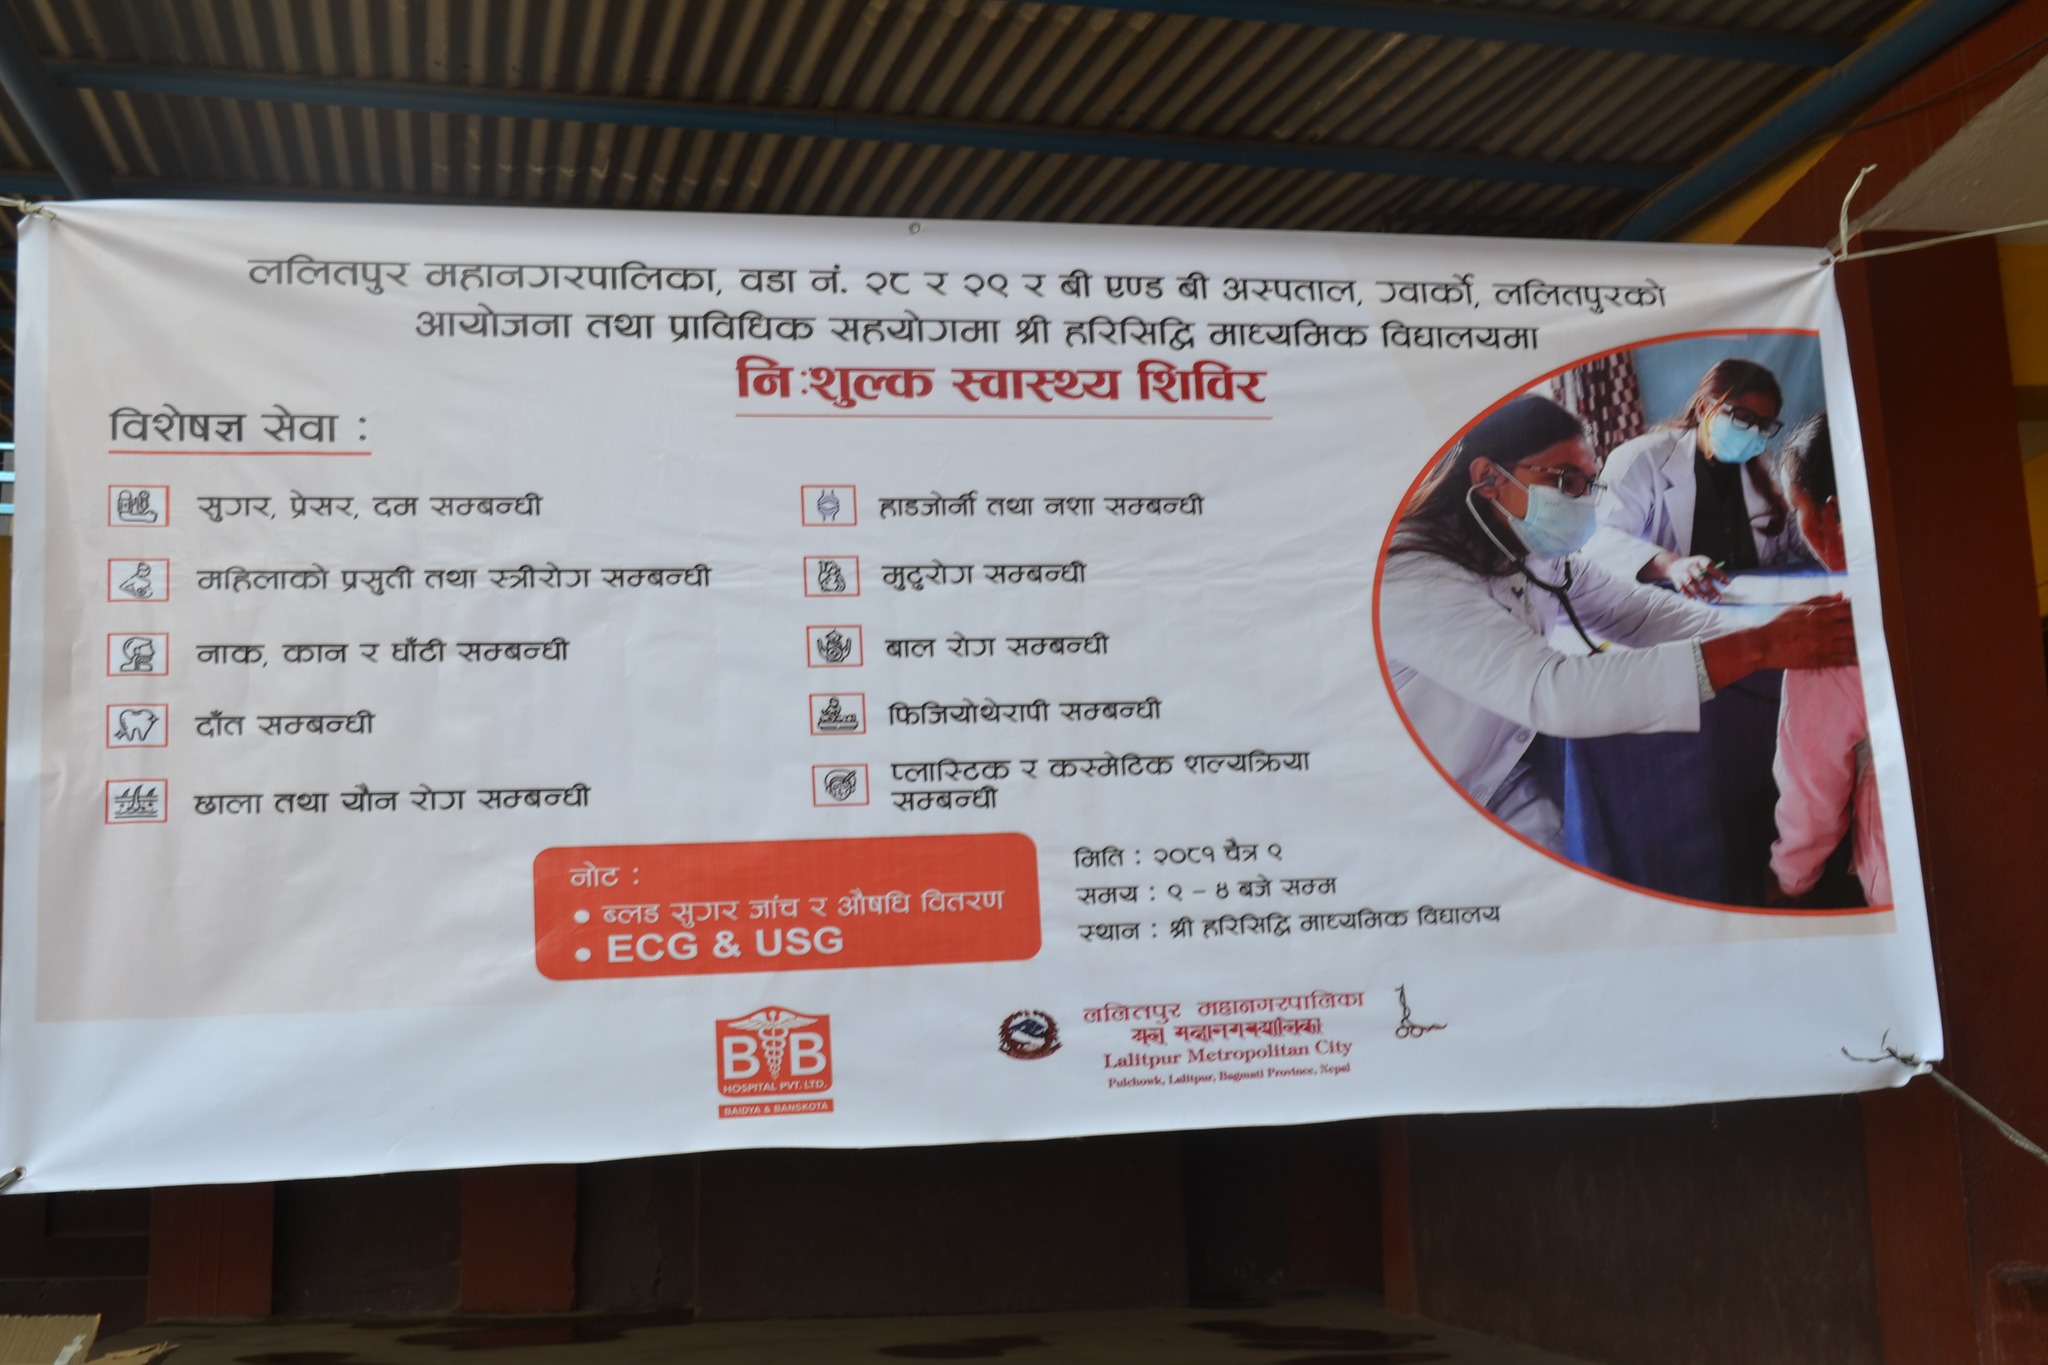 ललितपुर महानगरपालिका, वडा नं. २८ र २९ र बी एण्ड बी अस्पताल, ग्वार्को, ललितपुरको
आयोजना तथा प्राविधिक सहयोगमा श्री हरिसिद्धि माध्यमिक विद्यालयमा
निःशुल्क स्वास्थ्य शिविर
विशेषज्ञ सेवा :
सुगर, प्रेसर, दम सम्बन्धी
महिलाको प्रसुती तथा स्त्रीरोग सम्बन्धी
नाक, कान र घाँटी सम्बन्धी
दाँत सम्बन्धी
छाला तथा यौन रोग सम्बन्धी
हाडजोर्नी तथा नशा सम्बन्धी
मुटुरोग सम्बन्धी
बाल रोग सम्बन्धी
फिजियोथेरापी सम्बन्धी
प्लास्टिक र कस्मेटिक शल्यक्रिया
सम्बन्धी
नोट :
• ब्लड सुगर जांच र औषधि वितरण
• ECG & USG
मिति : २०८१ चैत्र ९
समय : ९ – ४ बजे सम्म
स्थान : श्री हरिसिद्धि माध्यमिक विद्यालय
B B
HOSPITAL PVT. LTD.
BAIDYA & BANSKOTA
ललितपुर महानगरपालिका
Lalitpur Metropolitan City
Pulchowk, Lalitpur, Bagmati Province, Nepal